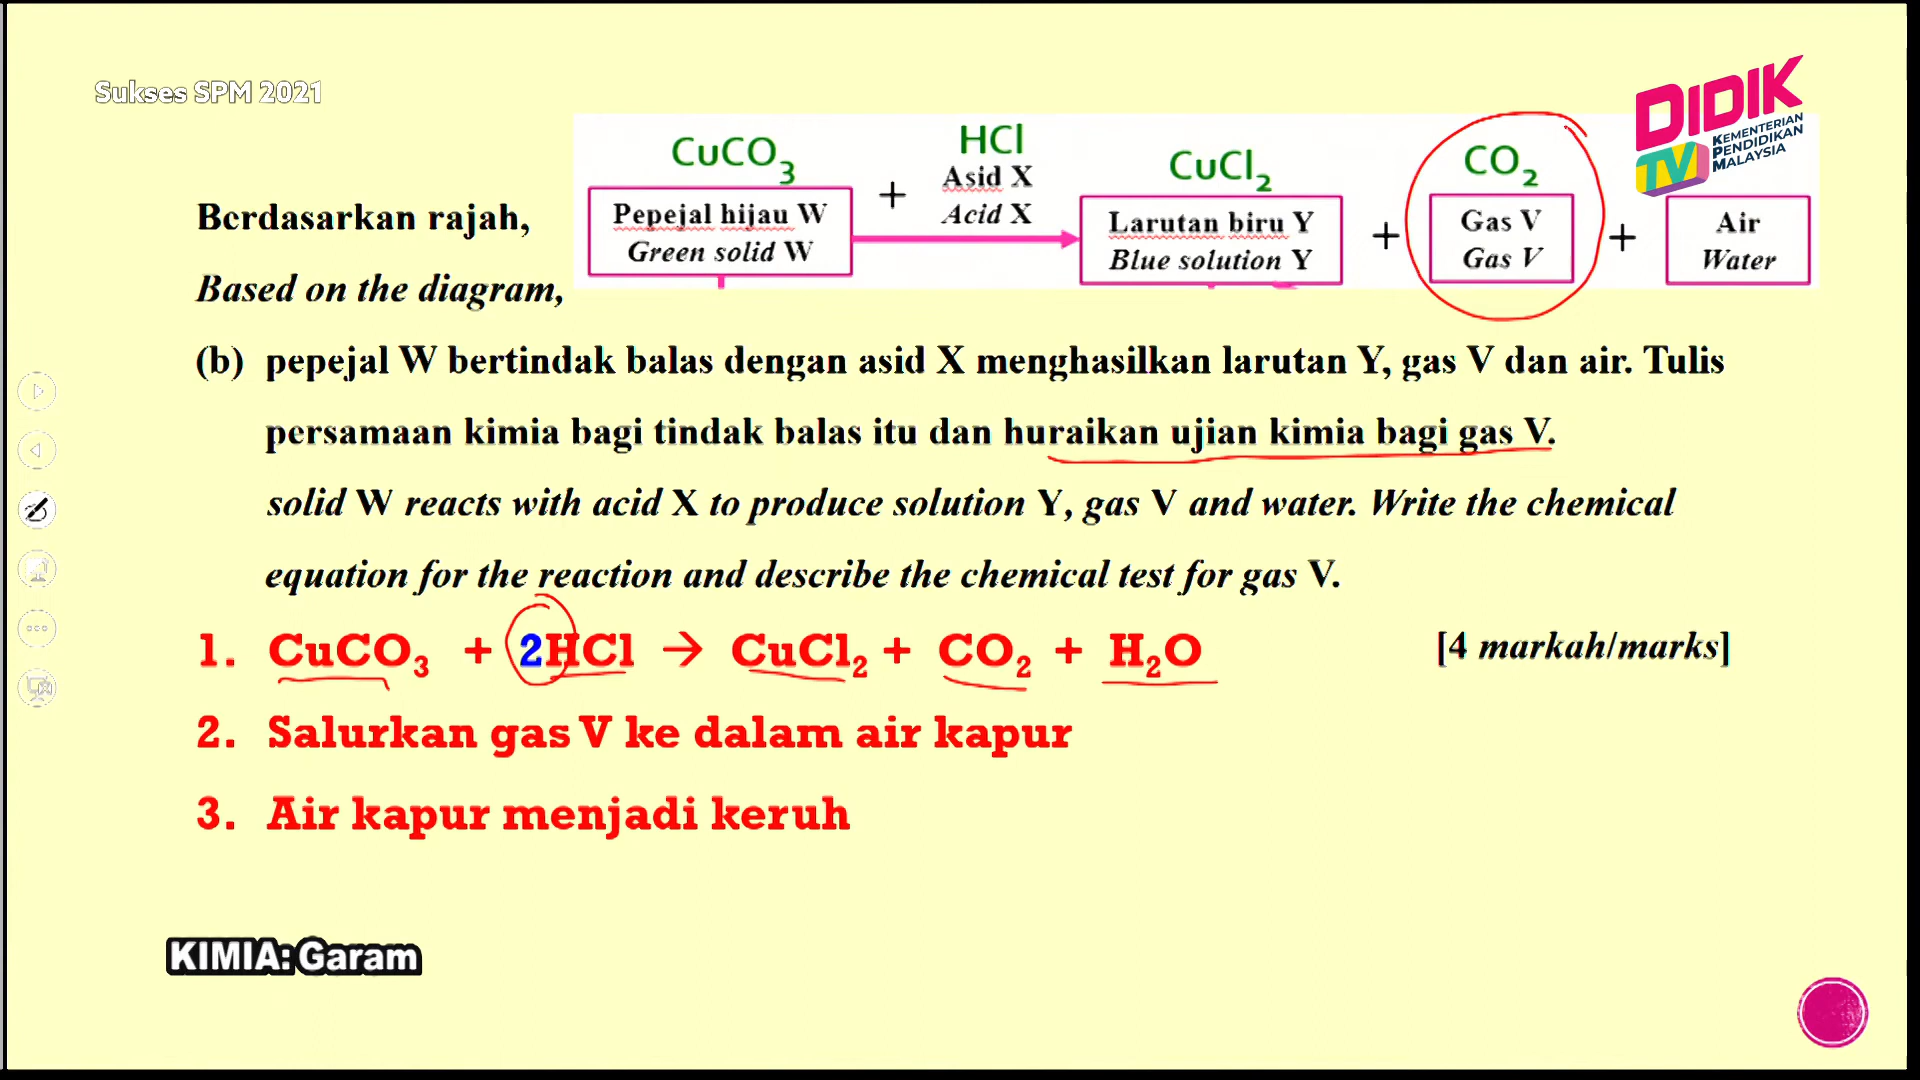 Sukses SPM 2021
DIDIK
TV
KEMENTERIAN
PENDIDIKAN
MALAYSIA
CuCO₃
HCl
CuCl₂
CO₂
Pepejal hijau W
Green solid W
+
Asid X
Acid X
Larutan biru Y
Blue solution Y
+
Gas V
Gas V
+
Air
Water
Berdasarkan rajah,
Based on the diagram,
(b) pepejal W bertindak balas dengan asid X menghasilkan larutan Y, gas V dan air. Tulis
persamaan kimia bagi tindak balas itu dan huraikan ujian kimia bagi gas V.
solid W reacts with acid X to produce solution Y, gas V and water. Write the chemical
equation for the reaction and describe the chemical test for gas V.
1. CuCO₃ + 2HCl → CuCl₂ + CO₂ + H₂O [4 markah/marks]
2. Salurkan gas V ke dalam air kapur
3. Air kapur menjadi keruh
KIMIA: Garam